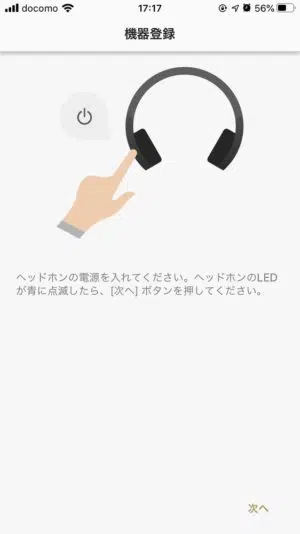 docomo 17:17 56%
機器登録
ヘッドホンの電源を入れてください。ヘッドホンのLED
が青に点滅したら、[次へ] ボタンを押してください。
次へ